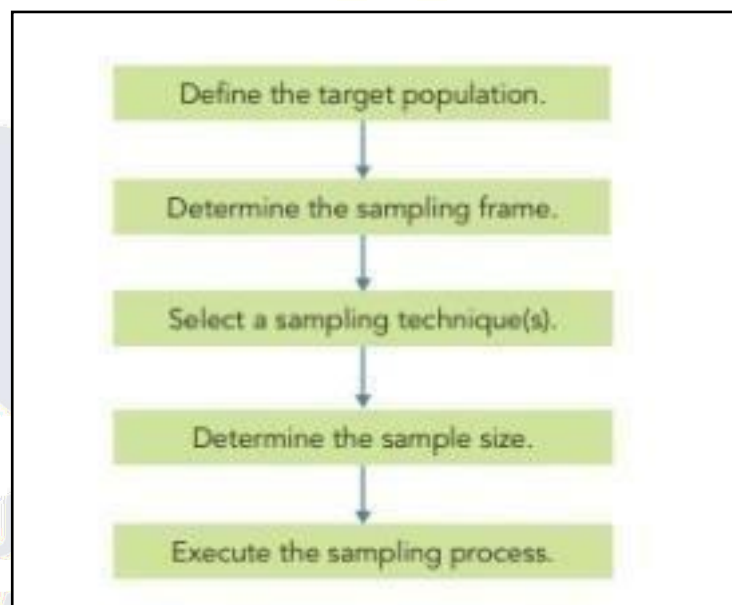 Define the target population.
Determine the sampling frame.
Select a sampling technique(s).
Determine the sample size.
Execute the sampling process.